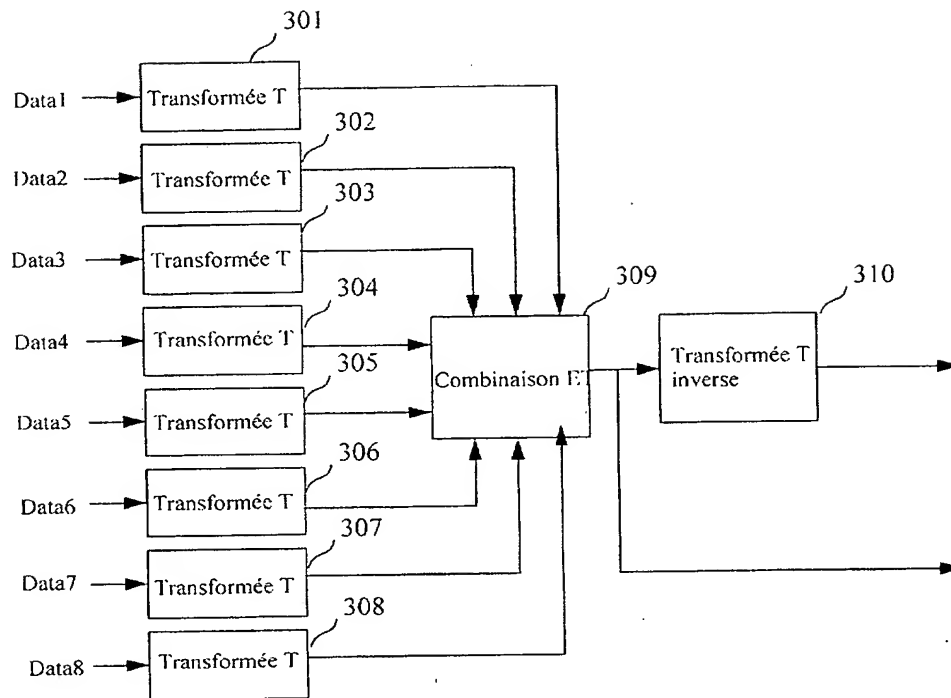 301
Data1
Transformée T
302
Data2
Transformée T
303
Data3
Transformée T
304
Data4
Transformée T
305
Data5
Transformée T
306
Data6
Transformée T
307
Data7
Transformée T
308
Data8
Transformée T
309
Combinaison ET
310
Transformée T
inverse